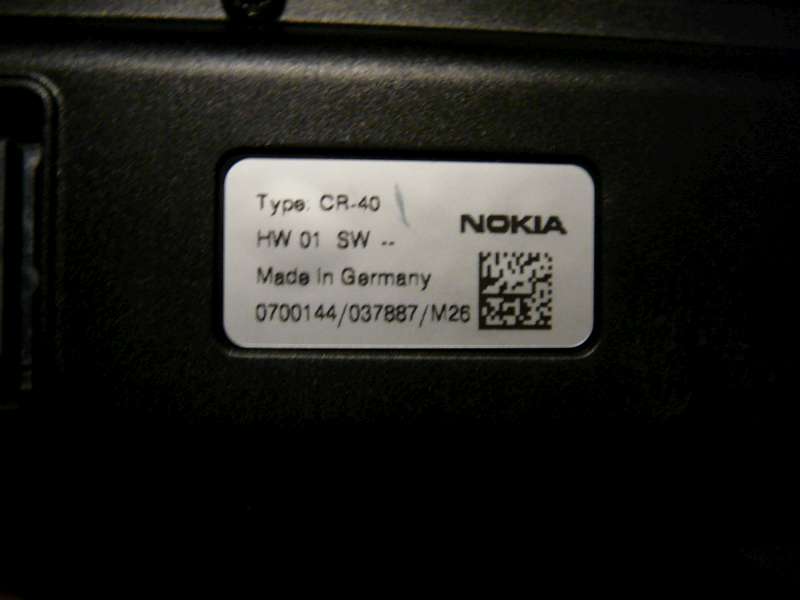 Type: CR-40
NOKIA
HW 01 SW --
Made in Germany
0700144/037887/M26